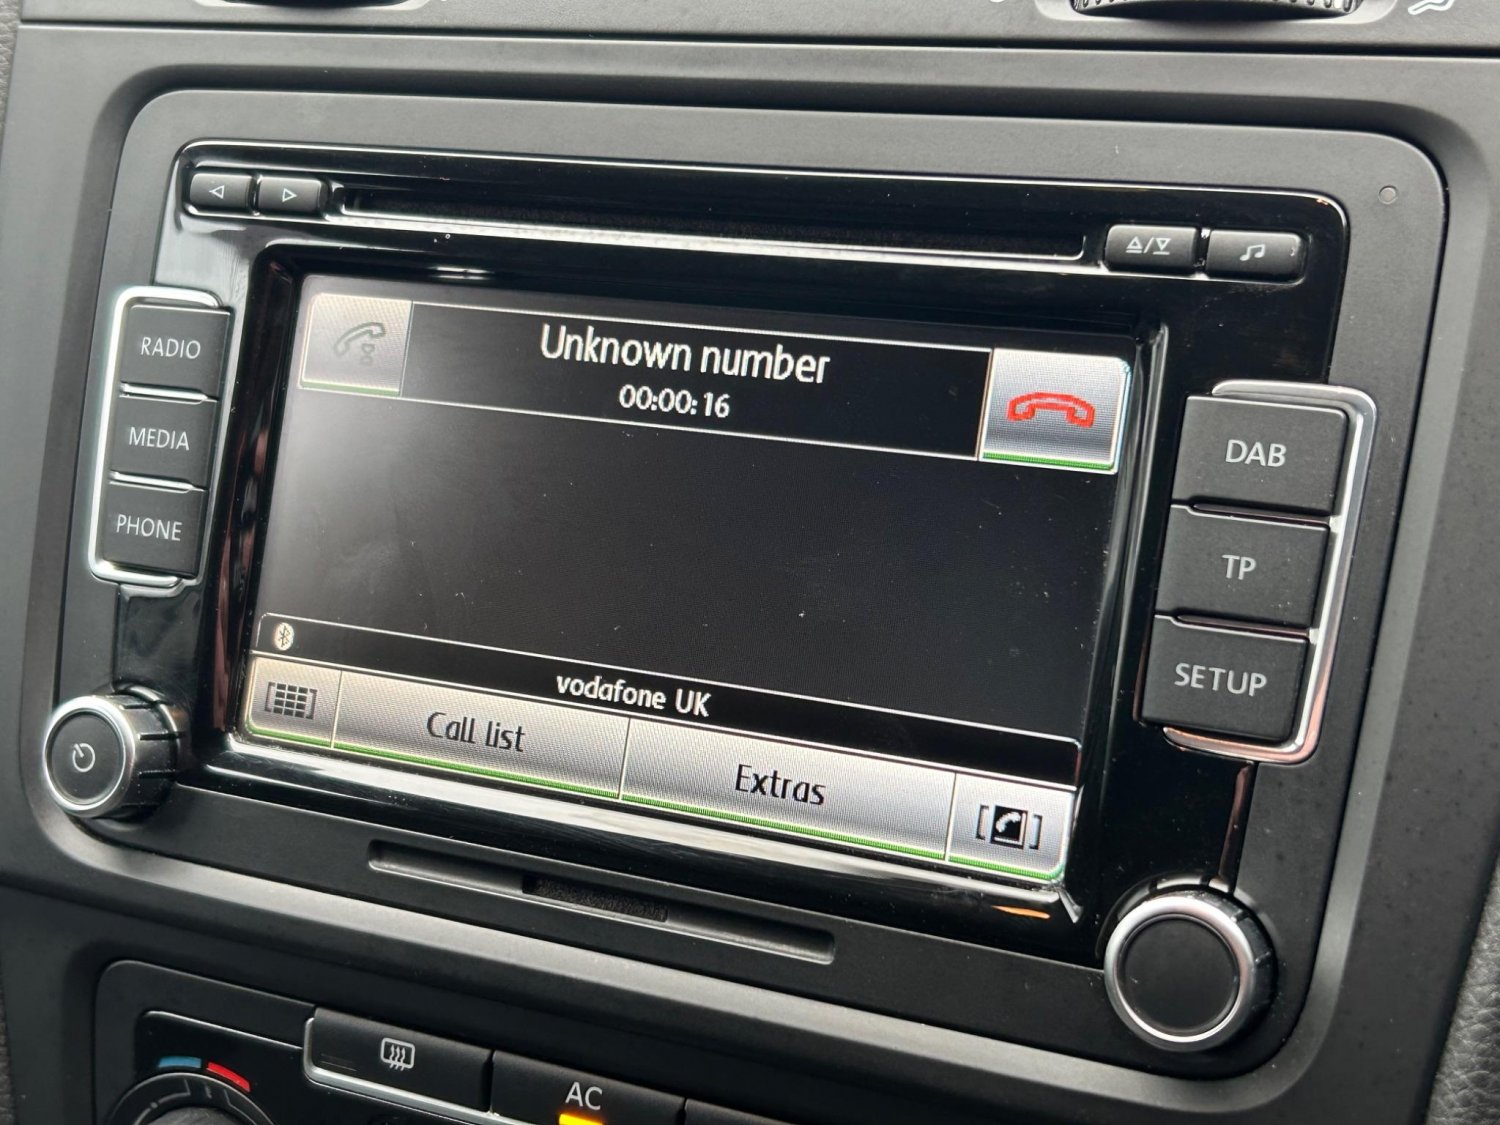 Unknown number
00:00:16
RADIO
MEDIA
PHONE
DAB
TP
SETUP
vodafone UK
Call list
Extras
AC